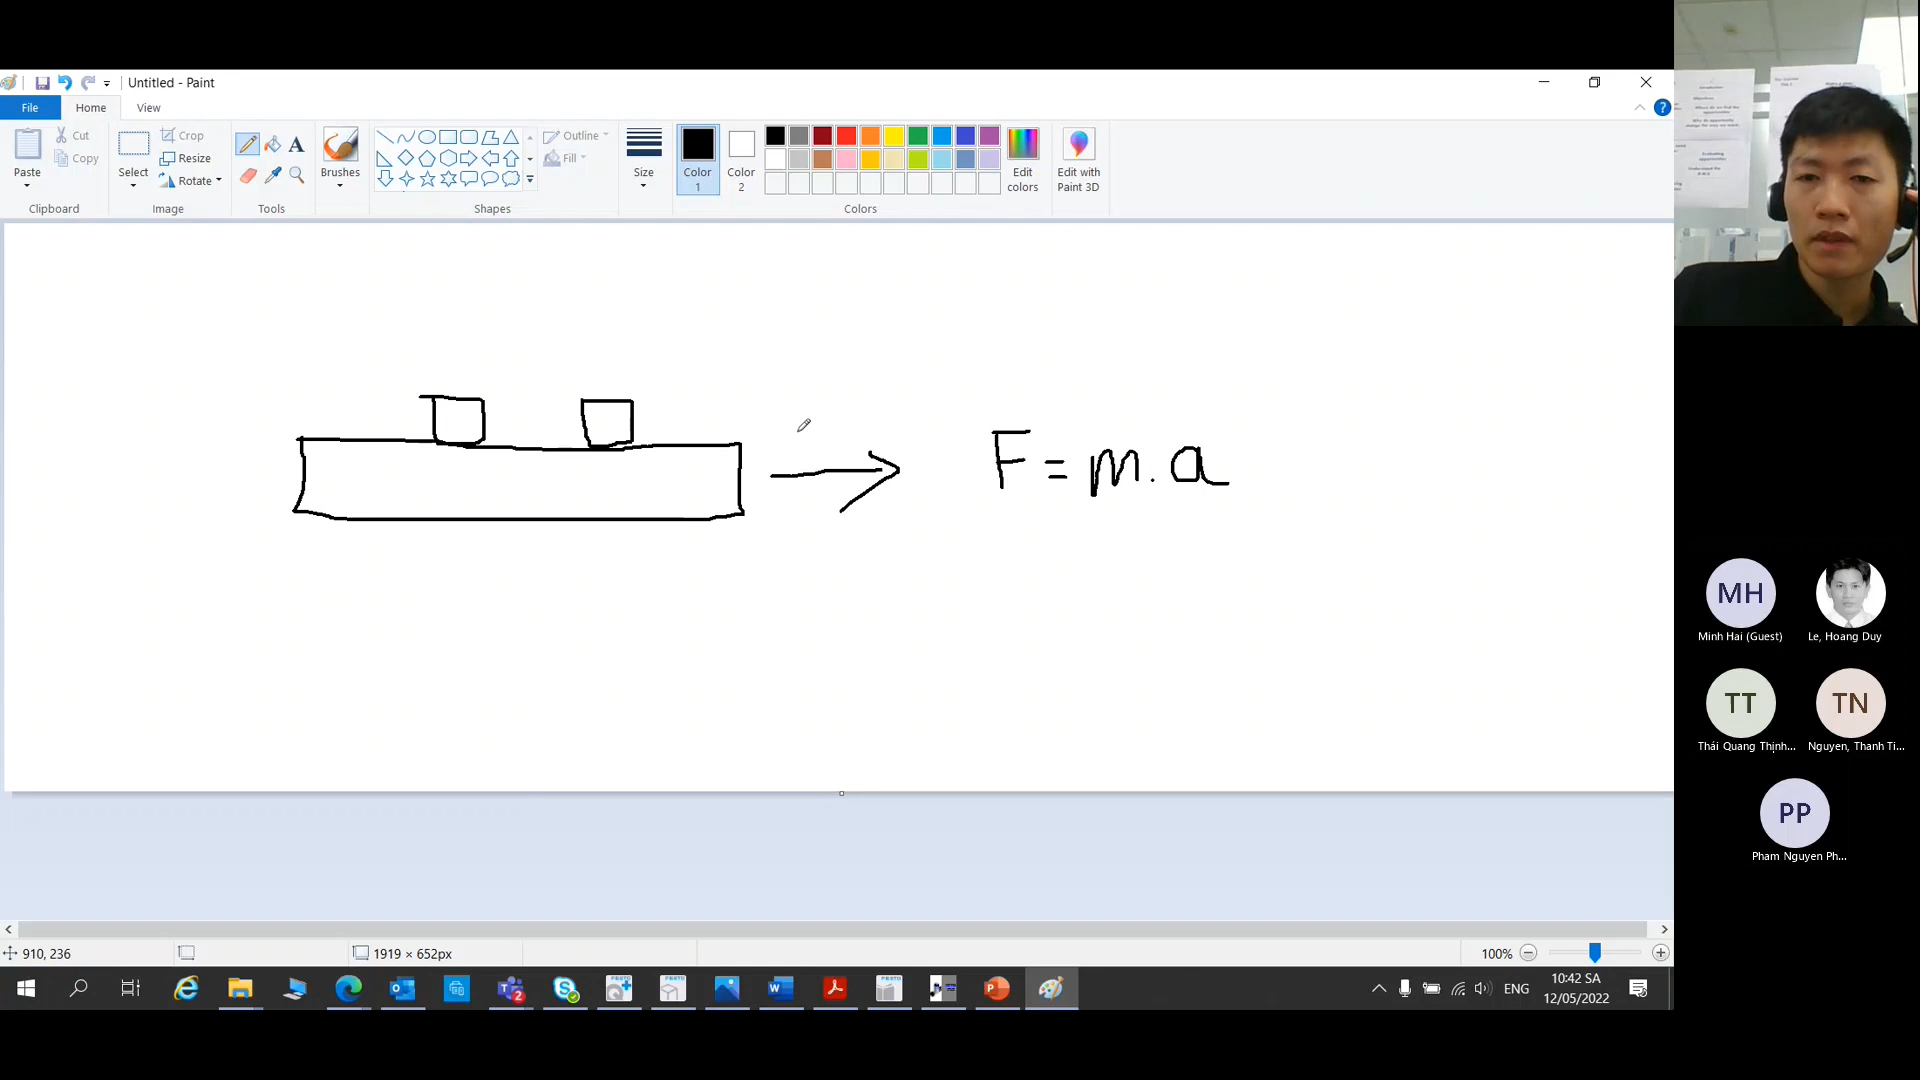 Untitled - Paint
File Home View
Paste
Cut
Copy
Clipboard
Select
Crop
Resize
Rotate
Image
Tools
Brushes
Shapes
Outline
Fill
Size
Color 1
Color 2
Edit colors
Colors
Edit with Paint 3D
F = m.a
MH
Minh Hai (Guest)
Le, Hoang Duy
TT
Thái Quang Thịnh...
TN
Nguyen, Thanh Ti...
PP
Pham Nguyen Ph...
910, 236
1919 × 652px
100%
ENG
10:42 SA
12/05/2022